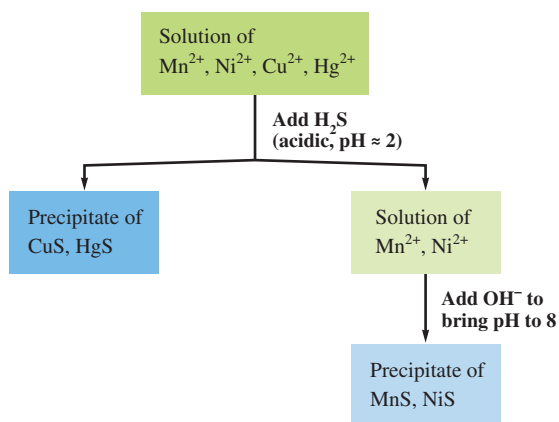 Solution of
Mn²⁺, Ni²⁺, Cu²⁺, Hg²⁺
Add H₂S
(acidic, pH ≈ 2)
Precipitate of
CuS, HgS
Solution of
Mn²⁺, Ni²⁺
Add OH⁻ to
bring pH to 8
Precipitate of
MnS, NiS